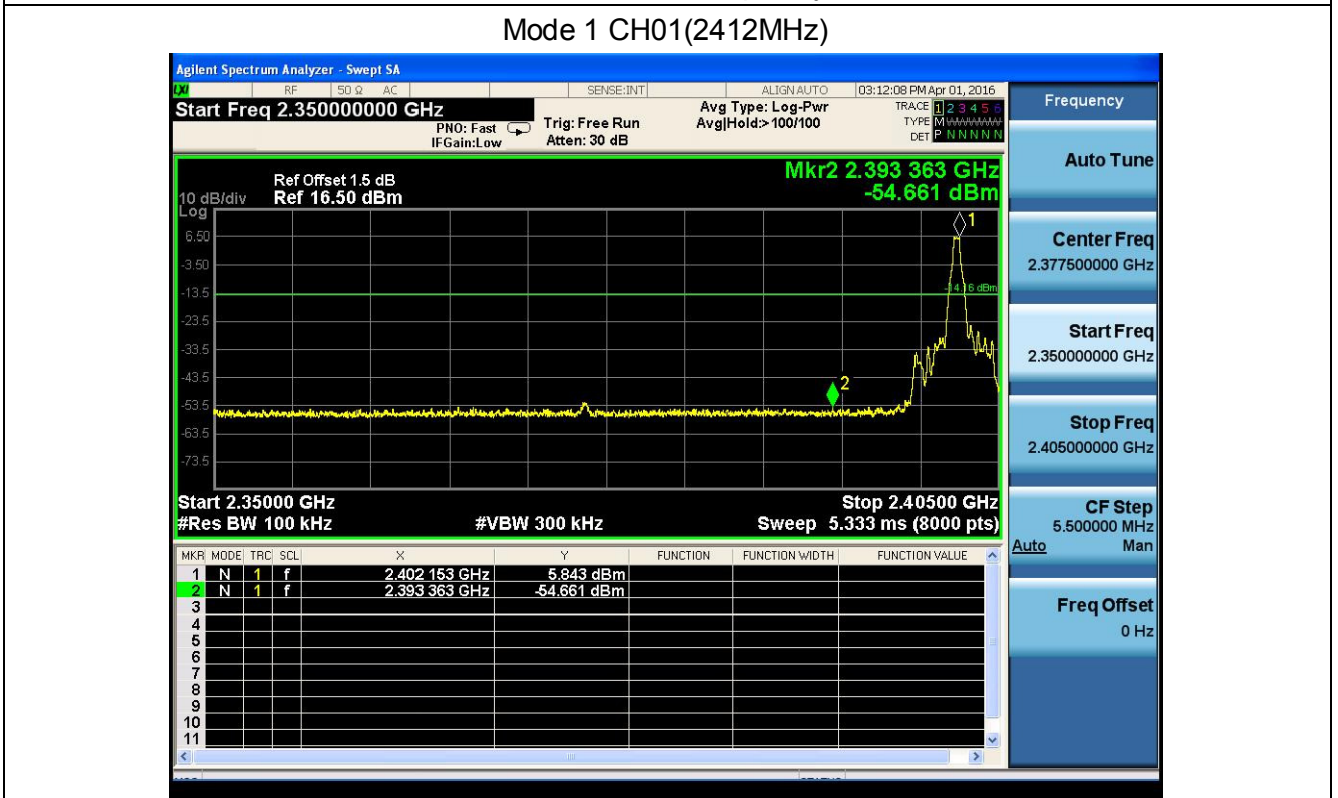 Mode 1 CH01(2412MHz)
Agilent Spectrum Analyzer - Swept SA
LXI RF 50 Ω AC SENSE:INT ALIGN AUTO 03:12:08 PM Apr 01, 2016
Start Freq 2.350000000 GHz
PNO: Fast
IFGain:Low
Trig: Free Run
Atten: 30 dB
Avg Type: Log-Pwr
Avg|Hold:>100/100
TRACE 1 2 3 4 5 6
TYPE M
DET P N N N N N
Mkr2 2.393 363 GHz
-54.661 dBm
Ref Offset 1.5 dB
10 dB/div Ref 16.50 dBm
Log
1
6.50
-3.50
-13.5
-14.16 dBm
-23.5
-33.5
-43.5
2
-53.5
-63.5
-73.5
Start 2.35000 GHz Stop 2.40500 GHz
#Res BW 100 kHz #VBW 300 kHz Sweep 5.333 ms (8000 pts)
MKR MODE TRC SCL X Y FUNCTION FUNCTION WIDTH FUNCTION VALUE
1 N 1 f 2.402 153 GHz 5.843 dBm
2 N 1 f 2.393 363 GHz -54.661 dBm
3
4
5
6
7
8
9
10
11
Frequency
Auto Tune
Center Freq
2.377500000 GHz
Start Freq
2.350000000 GHz
Stop Freq
2.405000000 GHz
CF Step
5.500000 MHz
Auto Man
Freq Offset
0 Hz